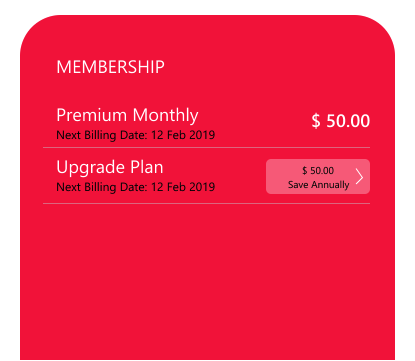 MEMBERSHIP
Premium Monthly
$ 50.00
Next Billing Date: 12 Feb 2019
Upgrade Plan
$ 50.00
Next Billing Date: 12 Feb 2019
Save Annually